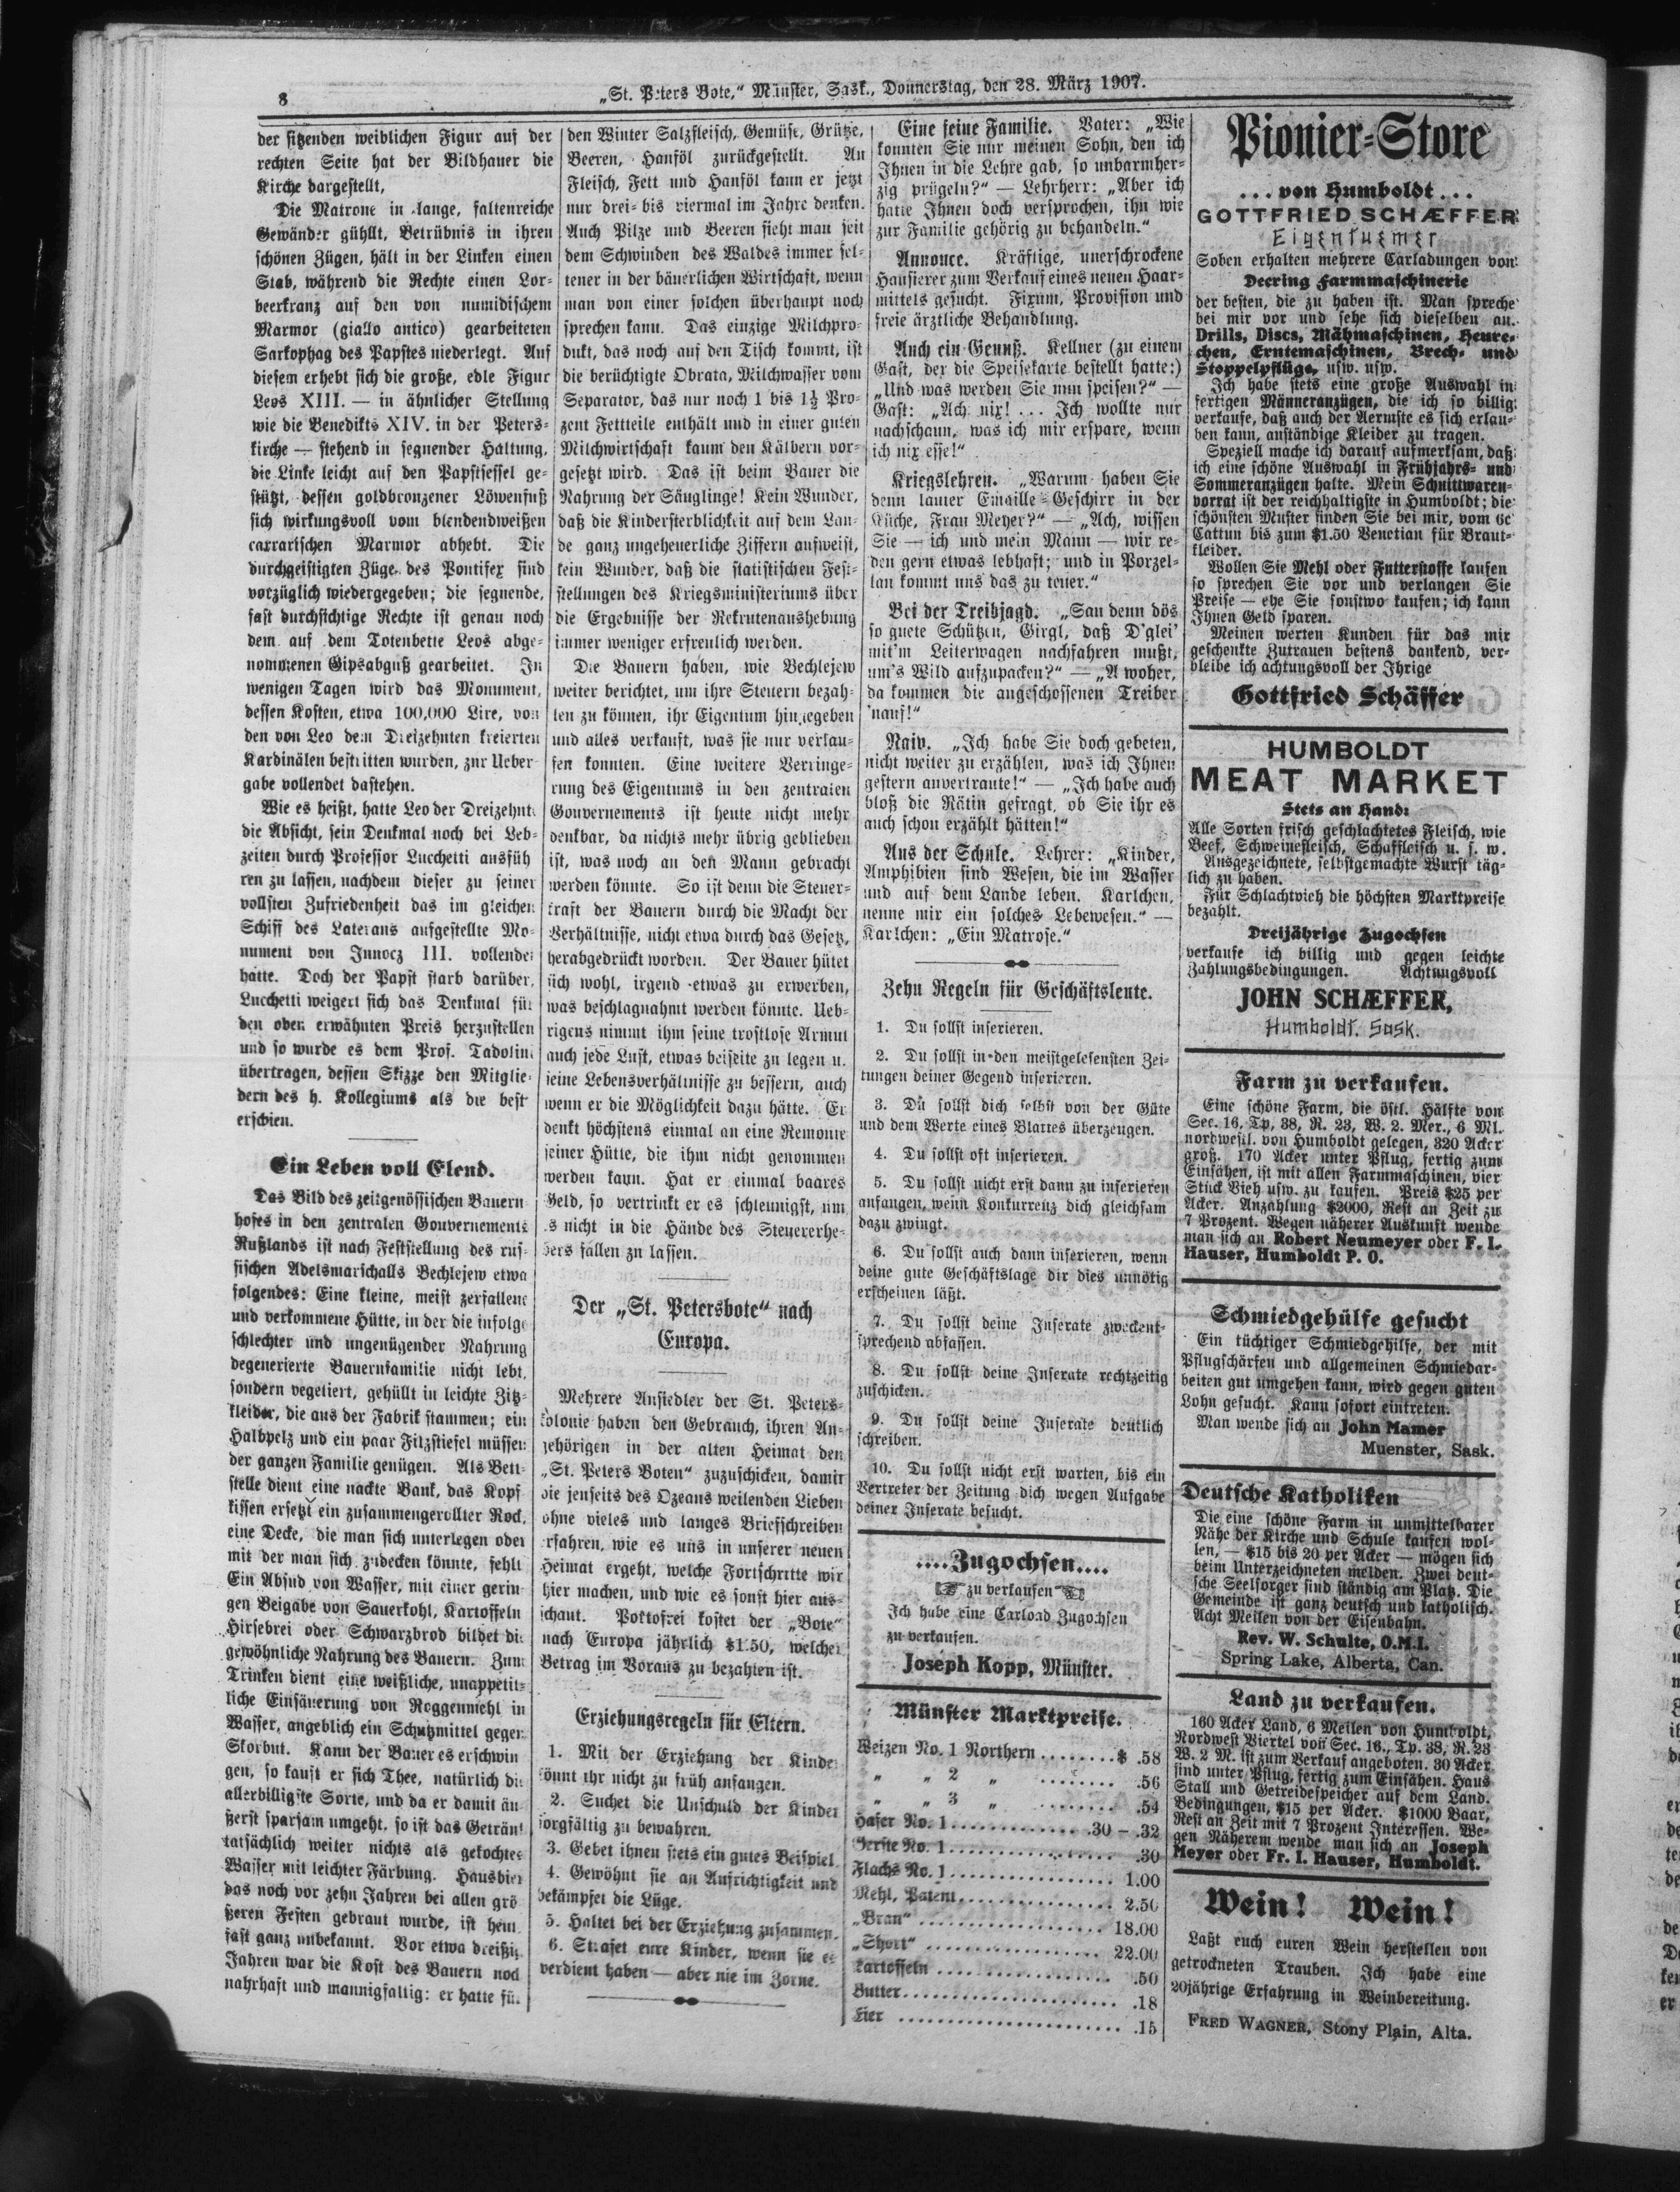 8
„St. Peters Bote,“ Münster, Sask., Donnerstag, den 28. März 1907.
der sitzenden weiblichen Figur auf der
rechten Seite hat der Bildhauer die
Kirche dargestellt,
Die Matrone in lange, faltenreiche
Gewänder gühllt, Betrübnis in ihren
schönen Zügen, hält in der Linken einen
Stab, während die Rechte einen Lor-
beerkranz auf den von numidischem
Marmor (giallo antico) gearbeiteten
Sarkophag des Papstes niederlegt. Auf
diesem erhebt sich die große, edle Figur
Leos XIII. — in ähnlicher Stellung
wie die Benedikts XIV. in der Peters-
kirche — stehend in segnender Haltung,
die Linke leicht auf den Papstsessel ge-
stützt, dessen goldbronzener Löwenfuß
sich wirkungsvoll vom blendendweißen
carrarischen Marmor abhebt. Die
durchgeistigten Züge des Pontifex sind
vorzüglich wiedergegeben; die segnende,
fast durchsichtige Rechte ist genau noch
dem auf dem Totenbette Leos abge-
nommenen Gipsabguß gearbeitet. In
wenigen Tagen wird das Monument,
dessen Kosten, etwa 100,000 Lire, von
den von Leo dem Dreizehnten kreierten
Kardinälen bestritten wurden, zur Ueber-
gabe vollendet dastehen.
Wie es heißt, hatte Leo der Dreizehnte
die Absicht, sein Denkmal noch bei Leb-
zeiten durch Professor Lucchetti ausfüh
ren zu lassen, nachdem dieser zu seiner
vollsten Zufriedenheit das im gleichen
Schiff des Laterans aufgestellte Mo-
nument von Innocz III. vollendet
hatte. Doch der Papst starb darüber,
Lucchetti weigert sich das Denkmal für
den oben erwähnten Preis herzustellen
und so wurde es dem Prof. Tadolini
übertragen, dessen Skizze den Mitglie-
dern des h. Kollegiums als die best
erschien.
Ein Leben voll Elend.
Das Bild des zeitgenössischen Bauern
hofes in den zentralen Gouvernements
Rußlands ist nach Feststellung des rus-
sischen Adelsmarschalls Bechlejew etwa
folgendes: Eine kleine, meist zerfallene
und verkommene Hütte, in der die infolge
schlechter und ungenügender Nahrung
degenerierte Bauernfamilie nicht lebt,
sondern vegetiert, gehüllt in leichte Zitz-
kleider, die aus der Fabrik stammen; ein
Halbpelz und ein paar Filzstiefel müssen
der ganzen Familie genügen. Als Bett-
stelle dient eine nackte Bank, das Kopf
kissen ersetzt ein zusammengerollter Rock,
eine Decke, die man sich unterlegen oder
mit der man sich zudecken könnte, fehlt
Ein Absud von Wasser, mit einer gerin-
gen Beigabe von Sauerkohl, Kartoffeln
Hirsebrei oder Schwarzbrod bildet die
gewöhnliche Nahrung des Bauern. Zum
Trinken dient eine weißliche, unappetit-
liche Einsäuerung von Roggenmehl in
Wasser, angeblich ein Schutzmittel gegen
Skorbut. Kann der Bauer es erschwin
gen, so kauft er sich Thee, natürlich die
allerbilligste Sorte, und da er damit äu-
ßerst sparsam umgeht, so ist das Getränk
tatsächlich weiter nichts als gekochtes
Wasser mit leichter Färbung. Hausbier
das noch vor zehn Jahren bei allen grö
ßeren Festen gebraut wurde, ist heut
fast ganz unbekannt. Vor etwa dreißig
Jahren war die Kost des Bauern noch
nahrhaft und mannigfaltig: er hatte für
den Winter Salzfleisch, Gemüse, Grütze,
Beeren, Hanföl zurückgestellt. An
Fleisch, Fett und Hanföl kann er jetzt
nur drei- bis viermal im Jahre denken.
Auch Pilze und Beeren sieht man seit
dem Schwinden des Waldes immer sel-
tener in der bäuerlichen Wirtschaft, wenn
man von einer solchen überhaupt noch
sprechen kann. Das einzige Milchpro-
dukt, das noch auf den Tisch kommt, ist
die berüchtigte Obrata, Milchwasser vom
Separator, das nur noch 1 bis 1½ Pro-
zent Fettteile enthält und in einer guten
Milchwirtschaft kaum den Kälbern vor-
gesetzt wird. Das ist beim Bauer die
Nahrung der Säuglinge! Kein Wunder,
daß die Kindersterblichkeit auf dem Lan-
de ganz ungeheuerliche Ziffern aufweist,
kein Wunder, daß die statistischen Fest-
stellungen des Kriegsministeriums über
die Ergebnisse der Rekrutenaushebung
immer weniger erfreulich werden.
Die Bauern haben, wie Bechlejew
weiter berichtet, um ihre Steuern bezah-
len zu können, ihr Eigentum hingegeben
und alles verkauft, was sie nur verkau-
fen konnten. Eine weitere Verringe-
rung des Eigentums in den zentralen
Gouvernements ist heute nicht mehr
denkbar, da nichts mehr übrig geblieben
ist, was noch an den Mann gebracht
werden könnte. So ist denn die Steuer-
kraft der Bauern durch die Macht der
Verhältnisse, nicht etwa durch das Gesetz,
herabgedrückt worden. Der Bauer hütet
sich wohl, irgend etwas zu erwerben,
was beschlagnahmt werden könnte. Ueb-
rigens nimmt ihm seine trostlose Armut
auch jede Lust, etwas beiseite zu legen u.
seine Lebensverhältnisse zu bessern, auch
wenn er die Möglichkeit dazu hätte. Er
denkt höchstens einmal an eine Remonte
seiner Hütte, die ihm nicht genommen
werden kann. Hat er einmal baares
Geld, so vertrinkt er es schleunigst, um
es nicht in die Hände des Steuererhe-
bers fallen zu lassen.
Der „St. Petersbote“ nach
Europa.
Mehrere Ansiedler der St. Peters-
kolonie haben den Gebrauch, ihren An-
gehörigen in der alten Heimat den
„St. Peters Boten“ zuzuschicken, damit
die jenseits des Ozeans weilenden Lieben
ohne vieles und langes Briefschreiben
erfahren, wie es uns in unserer neuen
Heimat ergeht, welche Fortschritte wir
hier machen, und wie es sonst hier aus-
schaut. Portofrei kostet der „Bote“
nach Europa jährlich $1.50, welcher
Betrag im Voraus zu bezahlen ist.
Erziehungsregeln für Eltern.
1. Mit der Erziehung der Kinder
könnt ihr nicht zu früh anfangen.
2. Suchet die Unschuld der Kinder
sorgfältig zu bewahren.
3. Gebet ihnen stets ein gutes Beispiel.
4. Gewöhnt sie an Aufrichtigkeit und
bekämpfet die Lüge.
5. Haltet bei der Erziehung zusammen.
6. Strafet eure Kinder, wenn sie es
verdient haben — aber nie im Zorne.
Eine feine Familie. Vater: „Wie
konnten Sie nur meinen Sohn, den ich
Ihnen in die Lehre gab, so unbarmher-
zig prügeln?“ — Lehrherr: „Aber ich
hatte Ihnen doch versprochen, ihn wie
zur Familie gehörig zu behandeln.“
Annonce. Kräftige, unerschrockene
Hausierer zum Verkauf eines neuen Haar-
mittels gesucht. Fixum, Provision und
freie ärztliche Behandlung.
Auch ein Genuß. Kellner (zu einem
Gast, der die Speisekarte bestellt hatte:)
„Und was werden Sie nun speisen?“ —
Gast: „Ach nix! ... Ich wollte nur
nachschaun, was ich mir erspare, wenn
ich nix esse!“
Kriegslehren. „Warum haben Sie
denn lauter Emaille-Geschirr in der
Küche, Frau Meyer?“ — „Ach, wissen
Sie — ich und mein Mann — wir re-
den gern etwas lebhaft; und in Porzel-
lan kommt uns das zu teuer.“
Bei der Treibjagd. „San denn dös
so guete Schützen, Girgl, daß D'glei'
mit'm Leiterwagen nachfahren mußt,
um's Wild aufzupacken?“ — „A woher,
da kommen die angeschossenen Treiber
'nauf!“
Naiv. „Ich habe Sie doch gebeten,
nicht weiter zu erzählen, was ich Ihnen
gestern anvertraute!“ — „Ich habe auch
bloß die Rätin gefragt, ob Sie ihr es
auch schon erzählt hätten!“
Aus der Schule. Lehrer: „Kinder,
Amphibien sind Wesen, die im Wasser
und auf dem Lande leben. Karlchen,
nenne mir ein solches Lebewesen.“ —
Karlchen: „Ein Matrose.“
Zehn Regeln für Geschäftsleute.
1. Du sollst inserieren.
2. Du sollst in den meistgelesensten Zei-
tungen deiner Gegend inserieren.
3. Du sollst dich selbst von der Güte
und dem Werte eines Blattes überzeugen.
4. Du sollst oft inserieren.
5. Du sollst nicht erst dann zu inserieren
anfangen, wenn Konkurrenz dich gleichsam
dazu zwingt.
6. Du sollst auch dann inserieren, wenn
deine gute Geschäftslage dir dies unnötig
erscheinen läßt.
7. Du sollst deine Inserate zweckent-
sprechend abfassen.
8. Du sollst deine Inserate rechtzeitig
zuschicken.
9. Du sollst deine Inserate deutlich
schreiben.
10. Du sollst nicht erst warten, bis ein
Vertreter der Zeitung dich wegen Aufgabe
deiner Inserate besucht.
....Zugochsen....
zu verkaufen
Ich habe eine Carload Zugochsen
zu verkaufen.
Joseph Kopp, Münster.
Münster Marktpreise.
Weizen No. 1 Northern ........ $ .58
„ „ 2 „ ........ .56
„ „ 3 „ ........ .54
Hafer No. 1 ............ .30 – .32
Gerste No. 1 ............ .30
Flachs No. 1 ............ 1.00
Mehl, Patent ............ 2.50
„Bran“ ............ 18.00
„Short“ ............ 22.00
Kartoffeln ............ .50
Butter ............ .18
Eier ............ .15
Pionier-Store
...von Humboldt...
GOTTFRIED SCHÆFFER
Eigentuemer
Soben erhalten mehrere Carladungen von
Deering Farmmaschinerie
der besten, die zu haben ist. Man spreche
bei mir vor und sehe sich dieselben an.
Drills, Discs, Mähmaschinen, Heure-
chen, Erntemaschinen, Brech- und
Stoppelpflüge, usw. usw.
Ich habe stets eine große Auswahl in
fertigen Männeranzügen, die ich so billig
verkaufe, daß auch der Aermste es sich erlau-
ben kann, anständige Kleider zu tragen.
Speziell mache ich darauf aufmerksam, daß
ich eine schöne Auswahl in Frühjahrs- und
Sommeranzügen halte. Mein Schnittwaren-
vorrat ist der reichhaltigste in Humboldt; die
schönsten Muster finden Sie bei mir, vom 6c
Cattun bis zum $1.50 Venetian für Braut-
kleider.
Wollen Sie Mehl oder Futterstoffe kaufen
so sprechen Sie vor und verlangen Sie
Preise — ehe Sie sonstwo kaufen; ich kann
Ihnen Geld sparen.
Meinen werten Kunden für das mir
geschenkte Zutrauen bestens dankend, ver-
bleibe ich achtungsvoll der Ihrige
Gottfried Schäffer
HUMBOLDT
MEAT MARKET
Stets an Hand:
Alle Sorten frisch geschlachtetes Fleisch, wie
Beef, Schweinefleisch, Schaffleisch u. s. w.
Ausgezeichnete, selbstgemachte Wurst täg-
lich zu haben.
Für Schlachtvieh die höchsten Marktpreise
bezahlt.
Dreijährige Zugochsen
verkaufe ich billig und gegen leichte
Zahlungsbedingungen. Achtungsvoll
JOHN SCHÆFFER,
Humboldt. Sask.
Farm zu verkaufen.
Eine schöne Farm, die östl. Hälfte von
Sec. 16, Tp, 38, R. 23, W. 2. Mer., 6 Ml.
nordwestl. von Humboldt gelegen, 320 Acker
groß. 170 Acker unter Pflug, fertig zum
Einsähen, ist mit allen Farmmaschinen, vier
Stück Vieh usw. zu kaufen. Preis $25 per
Acker. Anzahlung $2000, Rest an Zeit zu
7 Prozent. Wegen näherer Auskunft wende
man sich an Robert Neumeyer oder F. I.
Hauser, Humboldt P. O.
Schmiedgehülfe gesucht
Ein tüchtiger Schmiedgehilfe, der mit
Pflugschärfen und allgemeinen Schmiedar-
beiten gut umgehen kann, wird gegen guten
Lohn gesucht. Kann sofort eintreten.
Man wende sich an John Mamer
Muenster, Sask.
Deutsche Katholiken
Die eine schöne Farm in unmittelbarer
Nähe der Kirche und Schule kaufen wol-
len, — $15 bis 20 per Acker — mögen sich
beim Unterzeichneten melden. Zwei deut-
sche Seelsorger sind ständig am Platz. Die
Gemeinde ist ganz deutsch und katholisch.
Acht Meilen von der Eisenbahn.
Rev. W. Schulte, O.M.I.
Spring Lake, Alberta, Can.
Land zu verkaufen.
160 Acker Land, 6 Meilen von Humboldt,
Nordwest Viertel von Sec. 16., Tp. 38, R. 23
W. 2 M. ist zum Verkauf angeboten. 30 Acker
sind unter Pflug, fertig zum Einsähen. Haus
Stall und Getreidespeicher auf dem Land.
Bedingungen, $15 per Acker. $1000 Baar,
Rest an Zeit mit 7 Prozent Interessen. We-
gen Näherem wende man sich an Joseph
Meyer oder Fr. I. Hauser, Humboldt.
Wein! Wein!
Laßt euch euren Wein herstellen von
getrockneten Trauben. Ich habe eine
20jährige Erfahrung in Weinbereitung.
FRED WAGNER, Stony Plain, Alta.